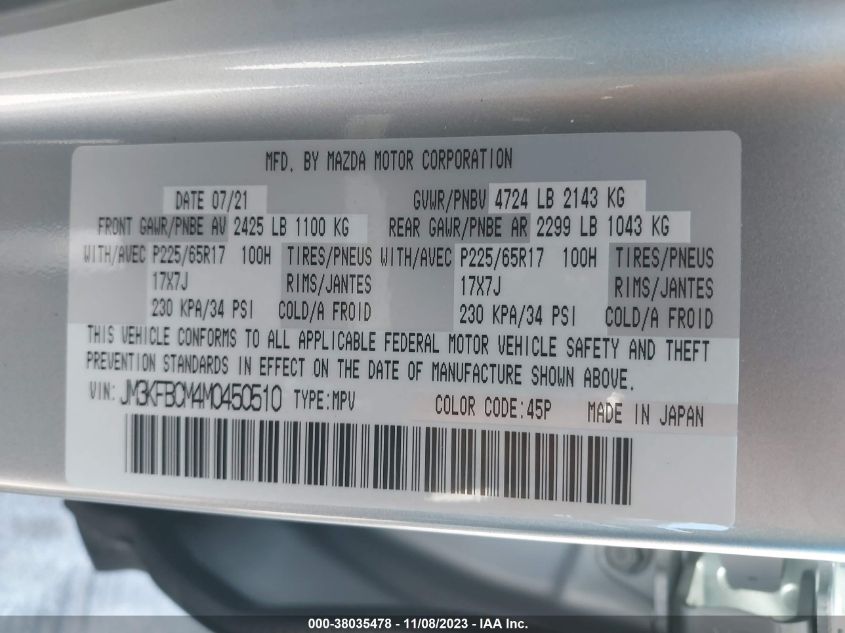 MFD. BY MAZDA MOTOR CORPORATION
DATE 07/21 GVWR/PNBV 4724 LB 2143 KG
FRONT GAWR/PNBE AV 2425 LB 1100 KG REAR GAWR/PNBE AR 2299 LB 1043 KG
WITH/AVEC P225/65R17 100H TIRES/PNEUS WITH/AVEC P225/65R17 100H TIRES/PNEUS
17X7J RIMS/JANTES 17X7J RIMS/JANTES
230 KPA/34 PSI COLD/A FROID 230 KPA/34 PSI COLD/A FROID
THIS VEHICLE CONFORMS TO ALL APPLICABLE FEDERAL MOTOR VEHICLE SAFETY AND THEFT
PREVENTION STANDARDS IN EFFECT ON THE DATE OF MANUFACTURE SHOWN ABOVE.
VIN: JM3KFBCM4M0450510 TYPE:MPV COLOR CODE:45P MADE IN JAPAN
000-38035478 - 11/08/2023 - IAA Inc.